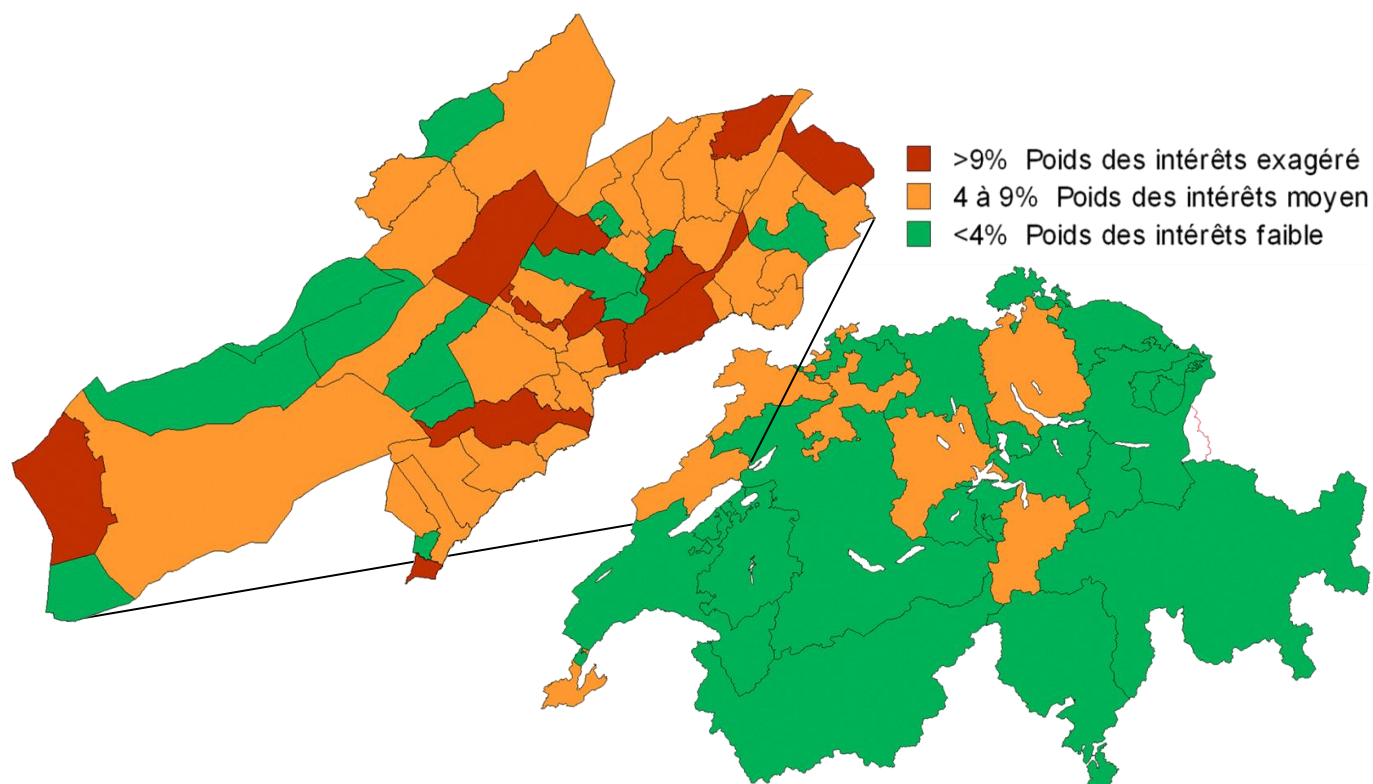 >9% Poids des intérêts exagéré
4 à 9% Poids des intérêts moyen
<4% Poids des intérêts faible